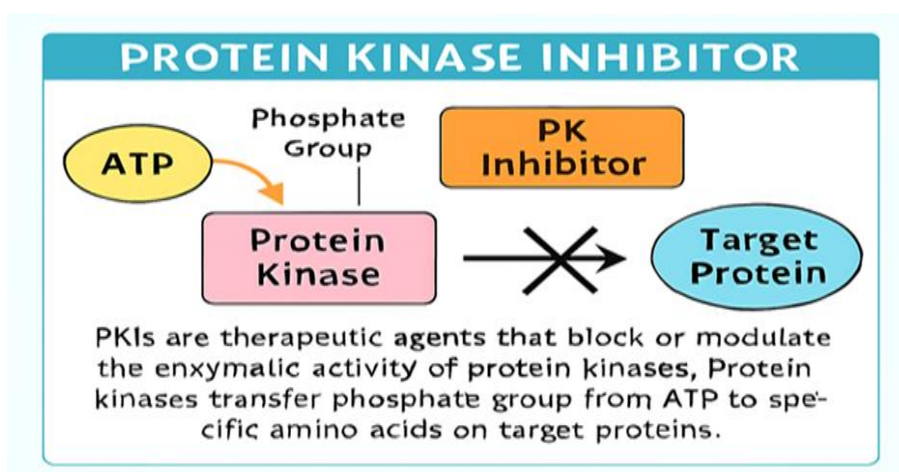 PROTEIN KINASE INHIBITOR
Phosphate
Group
ATP
PK
Inhibitor
Protein
Kinase
Target
Protein
PKIs are therapeutic agents that block or modulate
the enxymalic activity of protein kinases, Protein
kinases transfer phosphate group from ATP to spe-
cific amino acids on target proteins.